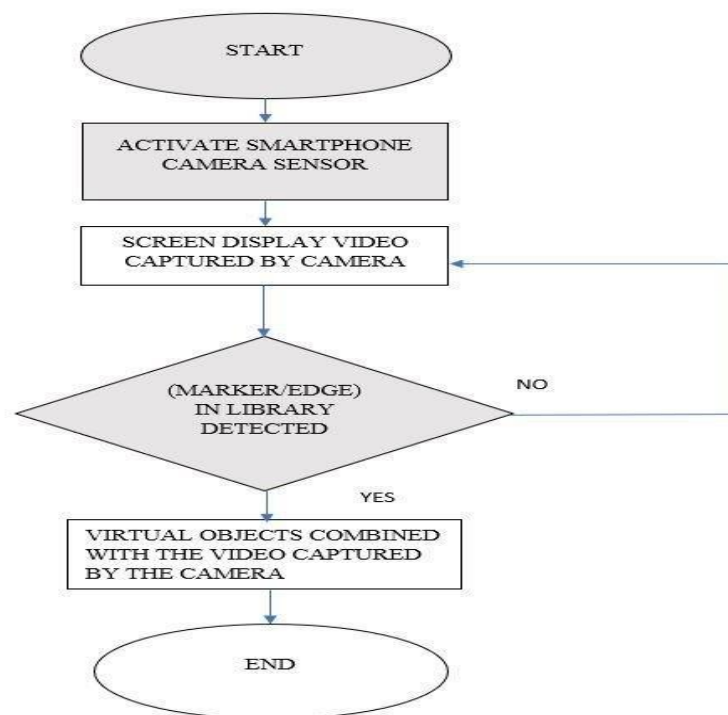 START
ACTIVATE SMARTPHONE
CAMERA SENSOR
SCREEN DISPLAY VIDEO
CAPTURED BY CAMERA
(MARKER/EDGE)
IN LIBRARY
DETECTED
NO
YES
VIRTUAL OBJECTS COMBINED
WITH THE VIDEO CAPTURED
BY THE CAMERA
END